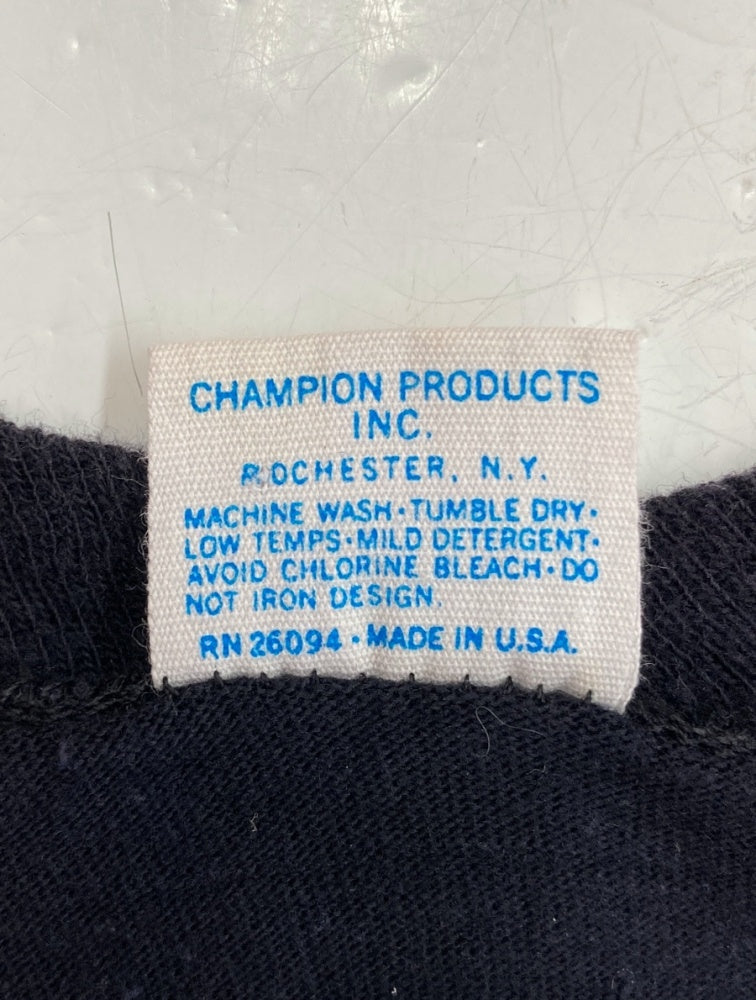 CHAMPION PRODUCTS
INC.
ROCHESTER, N.Y.
MACHINE WASH·TUMBLE DRY·
LOW TEMPS·MILD DETERGENT·
AVOID CHLORINE BLEACH·DO
NOT IRON DESIGN.
RN 26094 · MADE IN U.S.A.